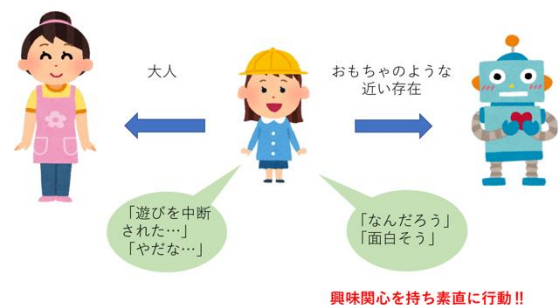 大人
おもちゃのような
近い存在
「遊びを中断
された…」
「やだな…」
「なんだろう」
「面白そう」
興味関心を持ち素直に行動‼